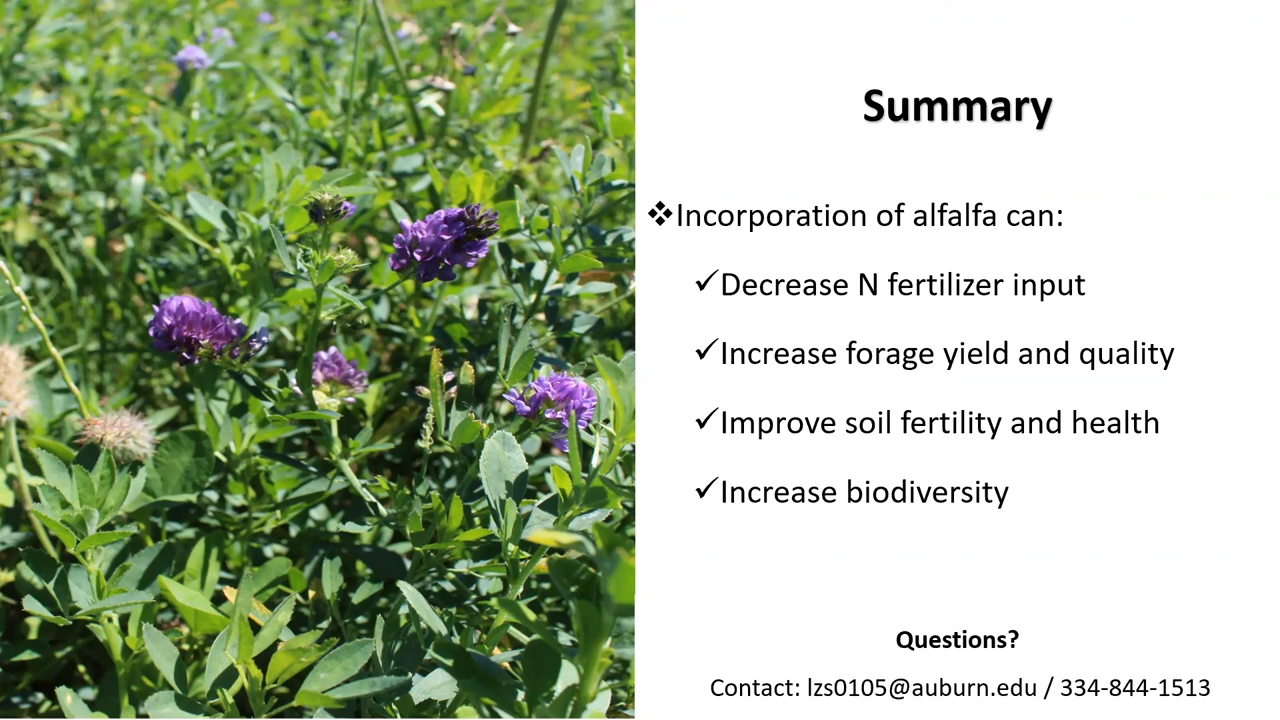 Summary
❖Incorporation of alfalfa can:
✓Decrease N fertilizer input
✓Increase forage yield and quality
✓Improve soil fertility and health
✓Increase biodiversity
Questions?
Contact: lzs0105@auburn.edu / 334-844-1513